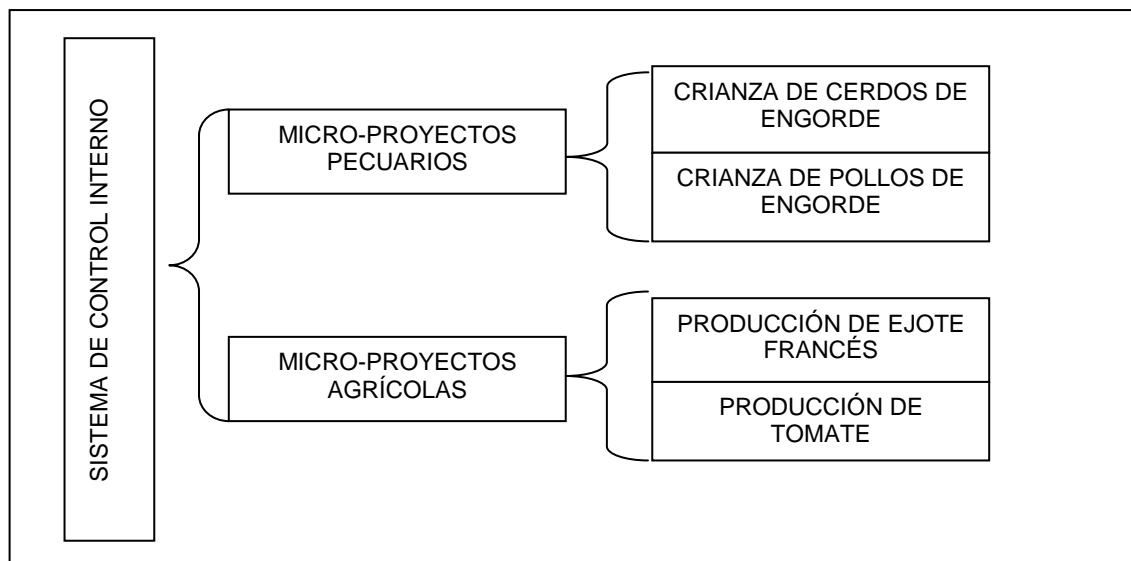 SISTEMA DE CONTROL INTERNO
MICRO-PROYECTOS
PECUARIOS
CRIANZA DE CERDOS DE
ENGORDE
CRIANZA DE POLLOS DE
ENGORDE
MICRO-PROYECTOS
AGRÍCOLAS
PRODUCCIÓN DE EJOTE
FRANCÉS
PRODUCCIÓN DE
TOMATE